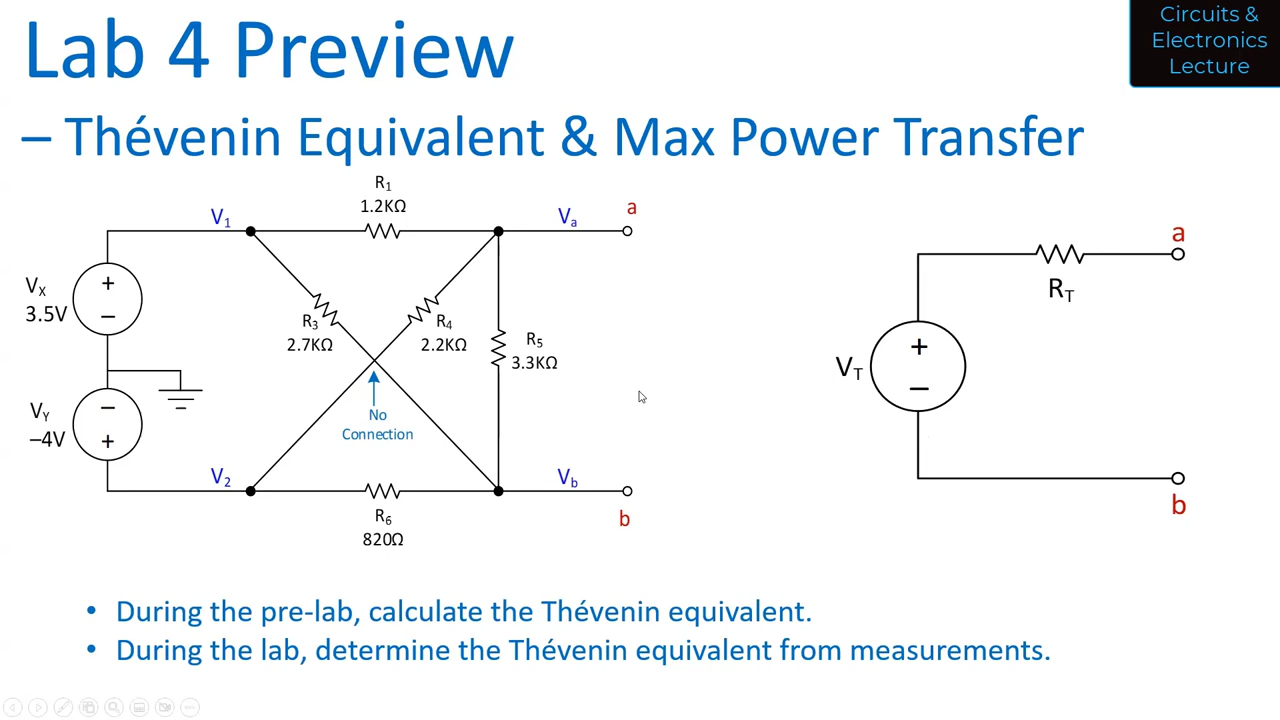 Circuits &
Electronics
Lecture
Lab 4 Preview
– Thévenin Equivalent & Max Power Transfer
R1
1.2KΩ
V1
Va
a
VX
3.5V
+
–
R3
2.7KΩ
R4
2.2KΩ
R5
3.3KΩ
VY
–4V
–
+
No
Connection
V2
Vb
R6
820Ω
b
a
RT
VT
+
–
b
• During the pre-lab, calculate the Thévenin equivalent.
• During the lab, determine the Thévenin equivalent from measurements.